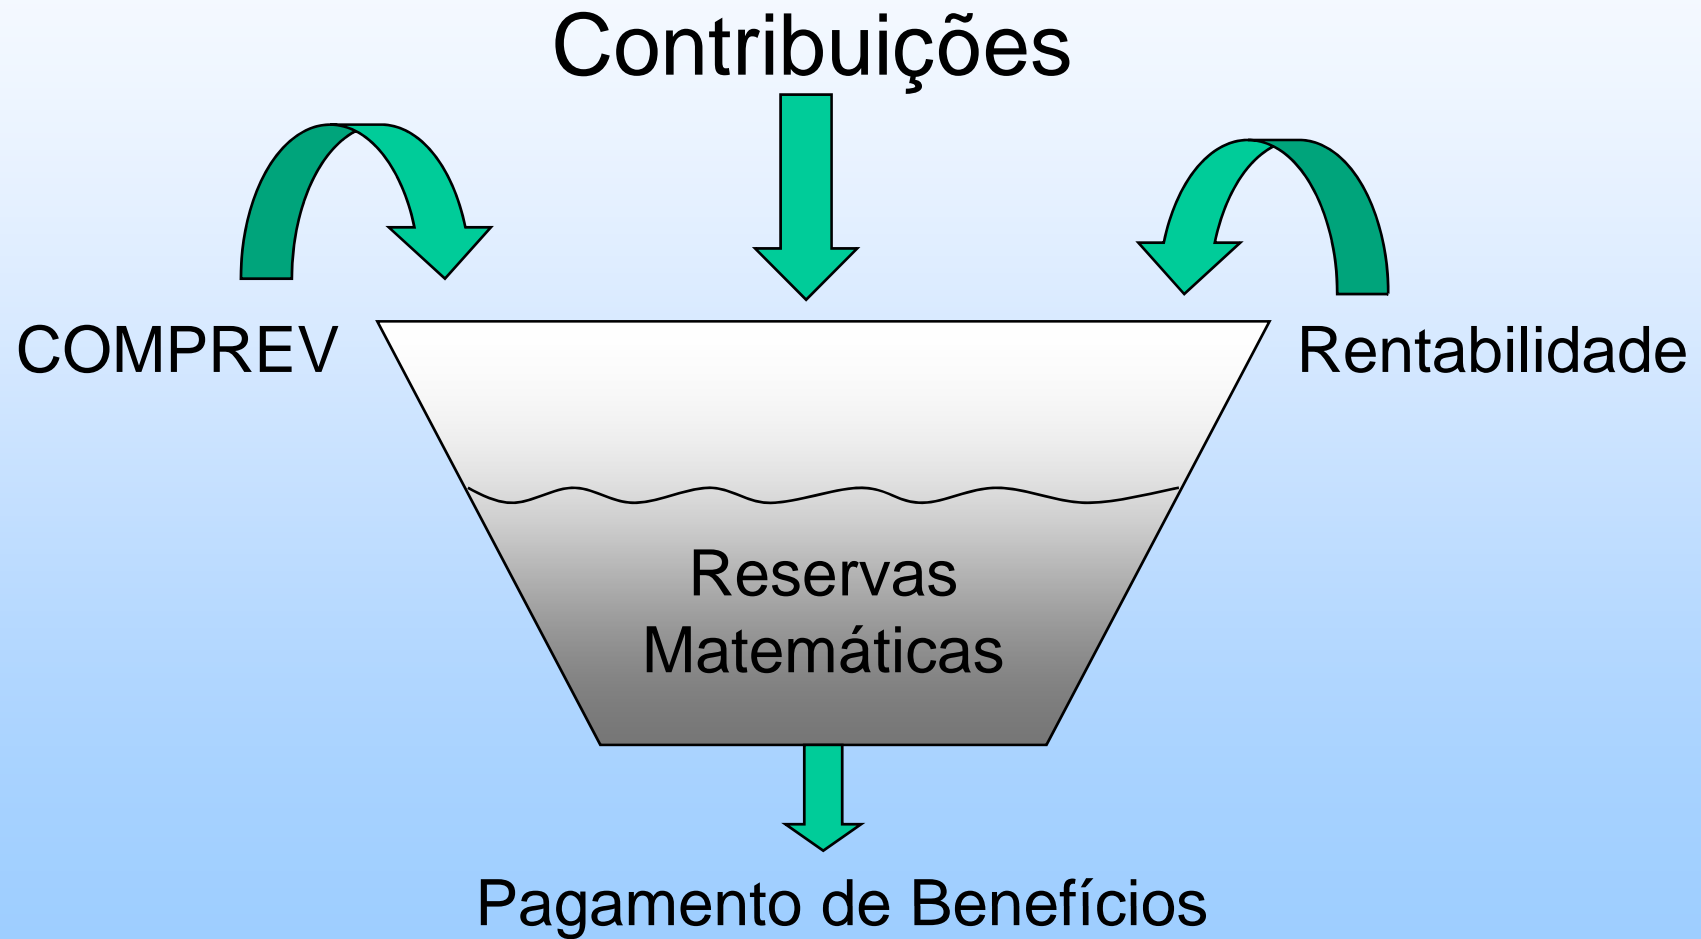 Contribuições
COMPREV
Rentabilidade
Reservas
Matemáticas
Pagamento de Benefícios